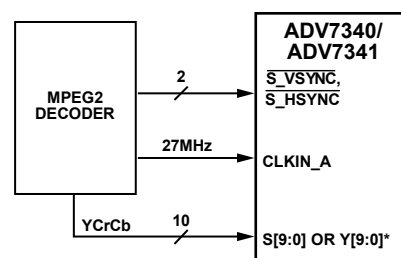 ADV7340/
ADV7341
MPEG2
DECODER
2
S_VSYNC,
S_HSYNC
27MHz
CLKIN_A
YCrCb
10
S[9:0] OR Y[9:0]*